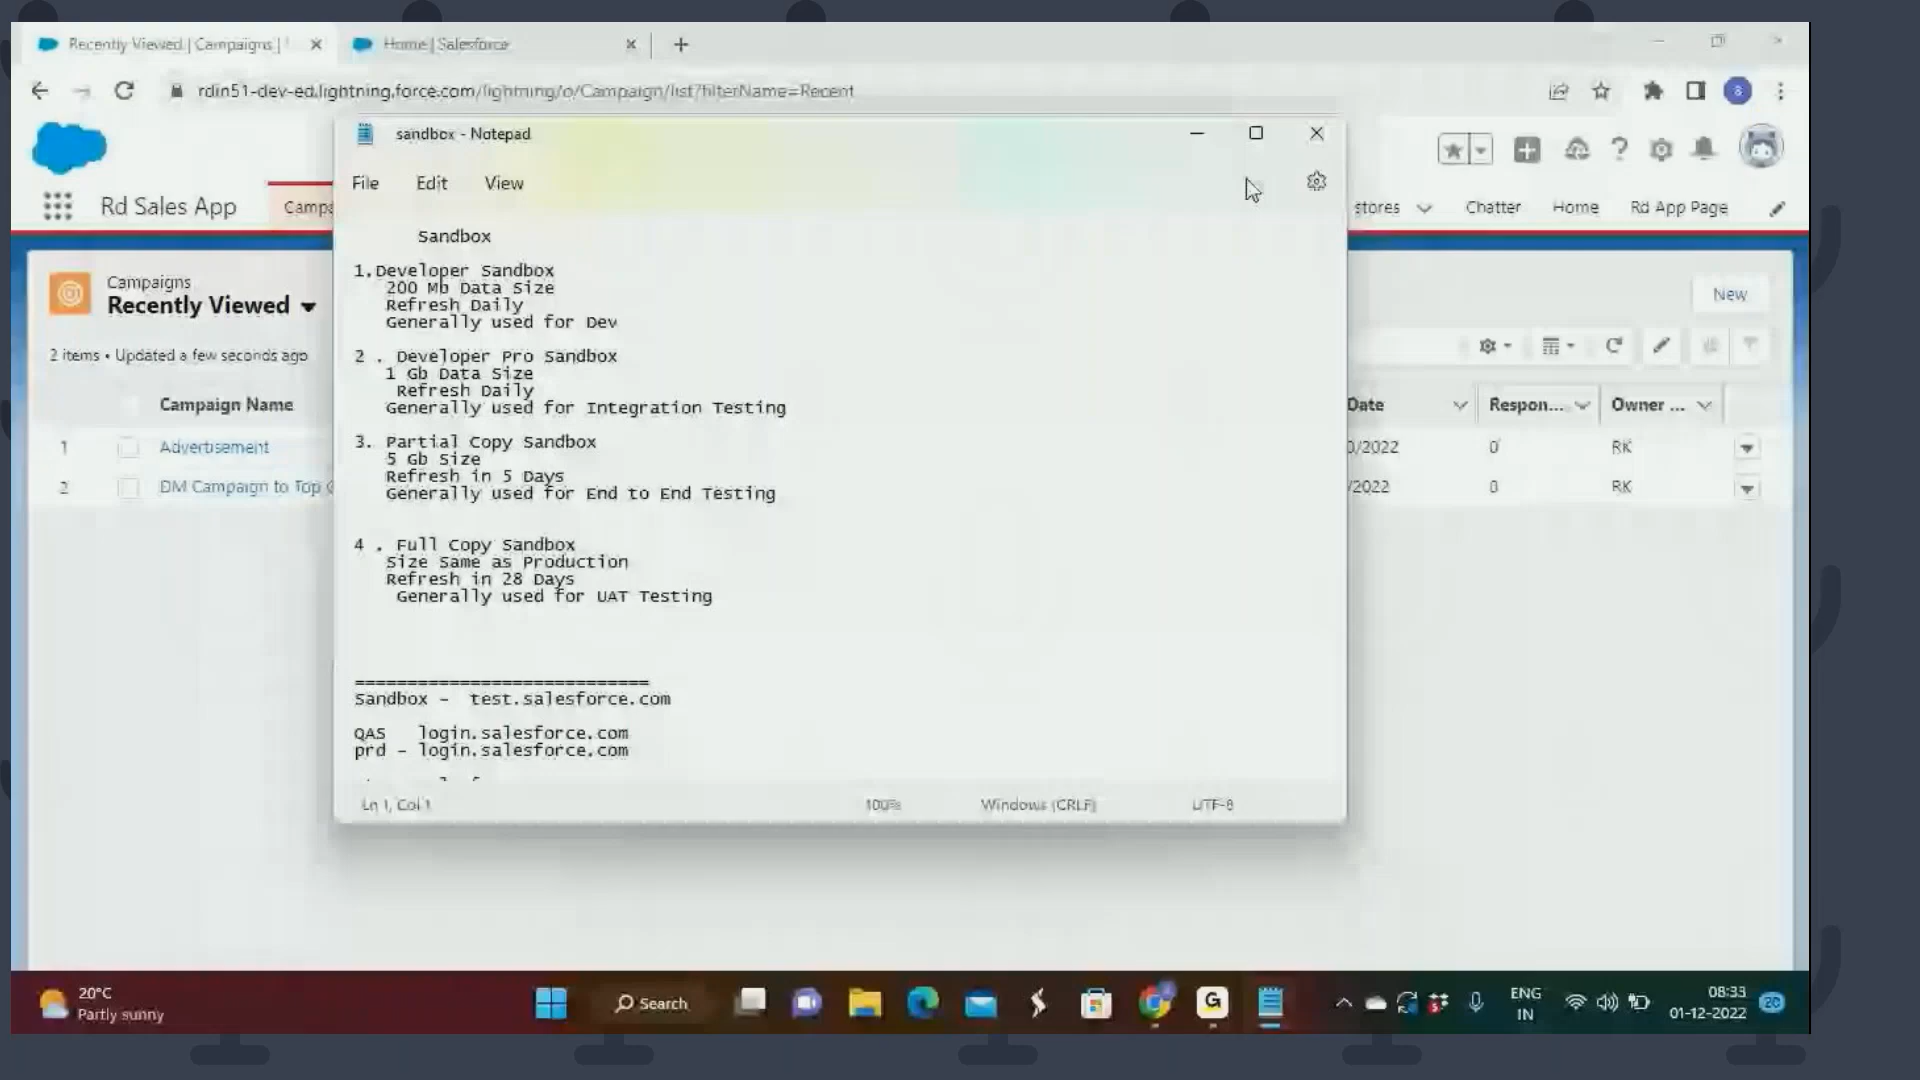 Recently Viewed | Campaigns |
Home | Salesforce
rdin51-dev-ed.lightning.force.com/lightning/o/Campaign/list?filterName=Recent
sandbox - Notepad
File Edit View
Rd Sales App
stores Chatter Home Rd App Page
Sandbox
1.Developer Sandbox
200 Mb Data Size
Refresh Daily
Generally used for Dev
2 . Developer Pro Sandbox
1 Gb Data Size
Refresh Daily
Generally used for Integration Testing
3. Partial Copy Sandbox
5 Gb Size
Refresh in 5 Days
Generally used for End to End Testing
4 . Full Copy Sandbox
Size Same as Production
Refresh in 28 Days
Generally used for UAT Testing
============================
Sandbox - test.salesforce.com
QAS login.salesforce.com
prd - login.salesforce.com
Ln 1, Col 1 100% Windows (CRLF) UTF-8
Campaigns
Recently Viewed
New
2 items • Updated a few seconds ago
Campaign Name Date Respon... Owner ...
1 Advertisement 0/2022 0 RK
2 DM Campaign to Top /2022 0 RK
20°C
Partly sunny
Search
ENG
IN
08:33
01-12-2022
20